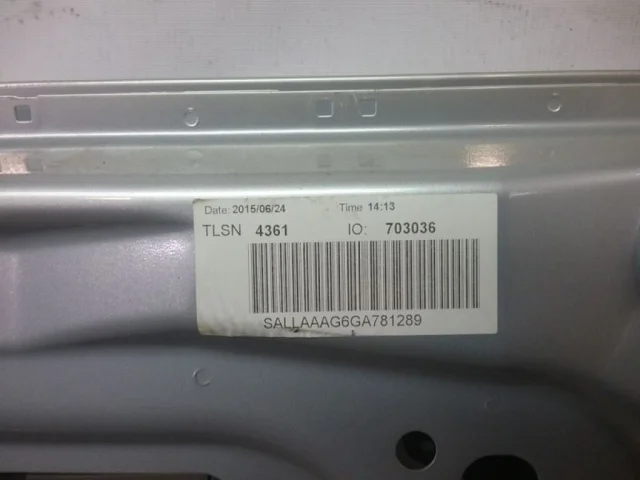 Date: 2015/06/24 Time 14:13
TLSN 4361 IO: 703036
SALLAAAG6GA781289